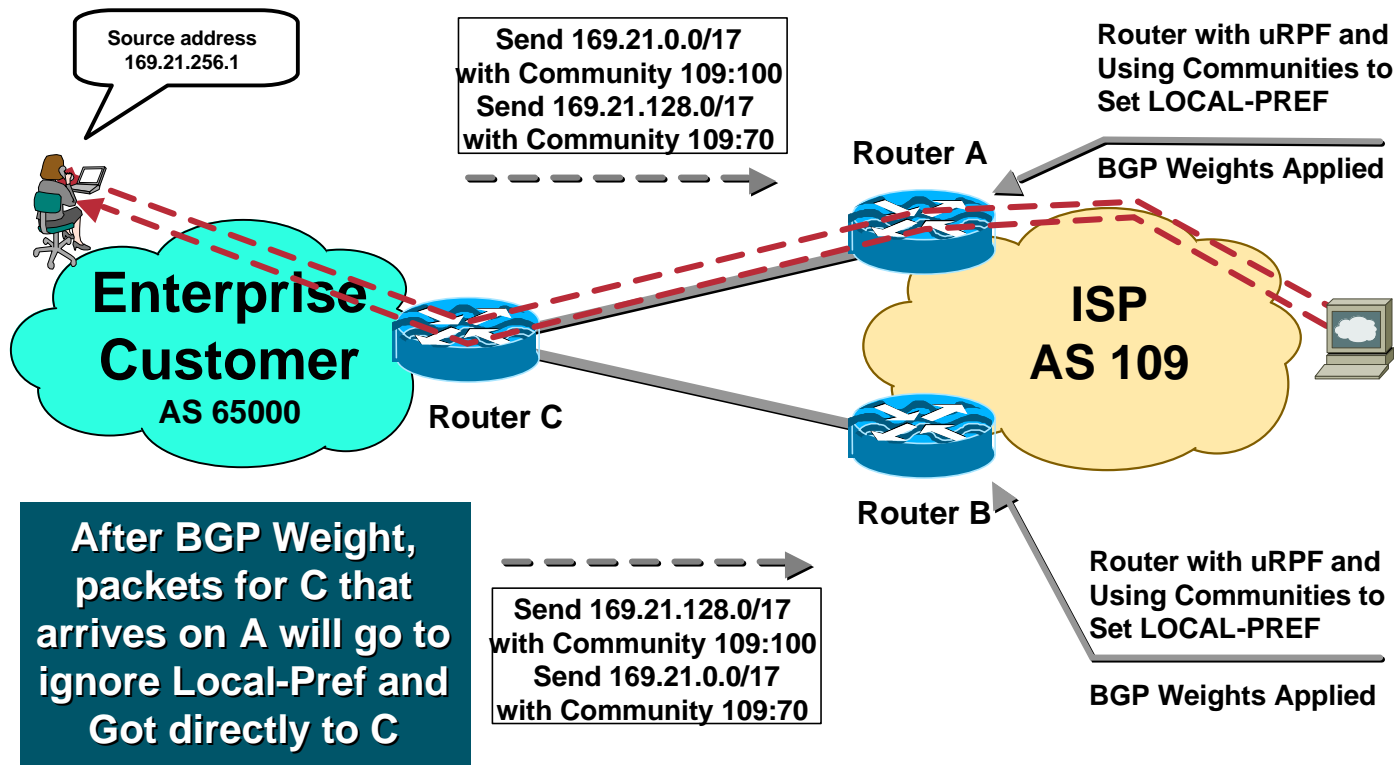 Source address
169.21.256.1
Send 169.21.0.0/17
with Community 109:100
Send 169.21.128.0/17
with Community 109:70
Router with uRPF and
Using Communities to
Set LOCAL-PREF
BGP Weights Applied
Router A
Enterprise
Customer
AS 65000
Router C
ISP
AS 109
Router B
After BGP Weight,
packets for C that
arrives on A will go to
ignore Local-Pref and
Got directly to C
Send 169.21.128.0/17
with Community 109:100
Send 169.21.0.0/17
with Community 109:70
Router with uRPF and
Using Communities to
Set LOCAL-PREF
BGP Weights Applied